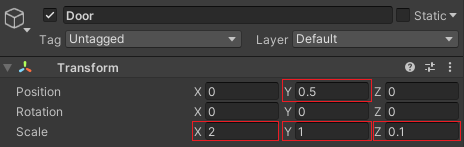 Door Static
Tag Untagged Layer Default
Transform
Position X 0 Y 0.5 Z 0
Rotation X 0 Y 0 Z 0
Scale X 2 Y 1 Z 0.1